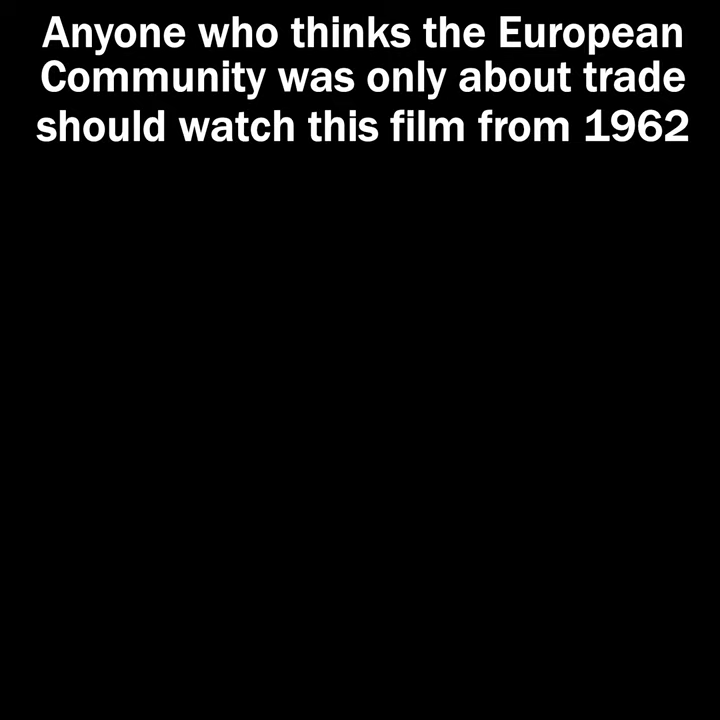 Anyone who thinks the European
Community was only about trade
should watch this film from 1962